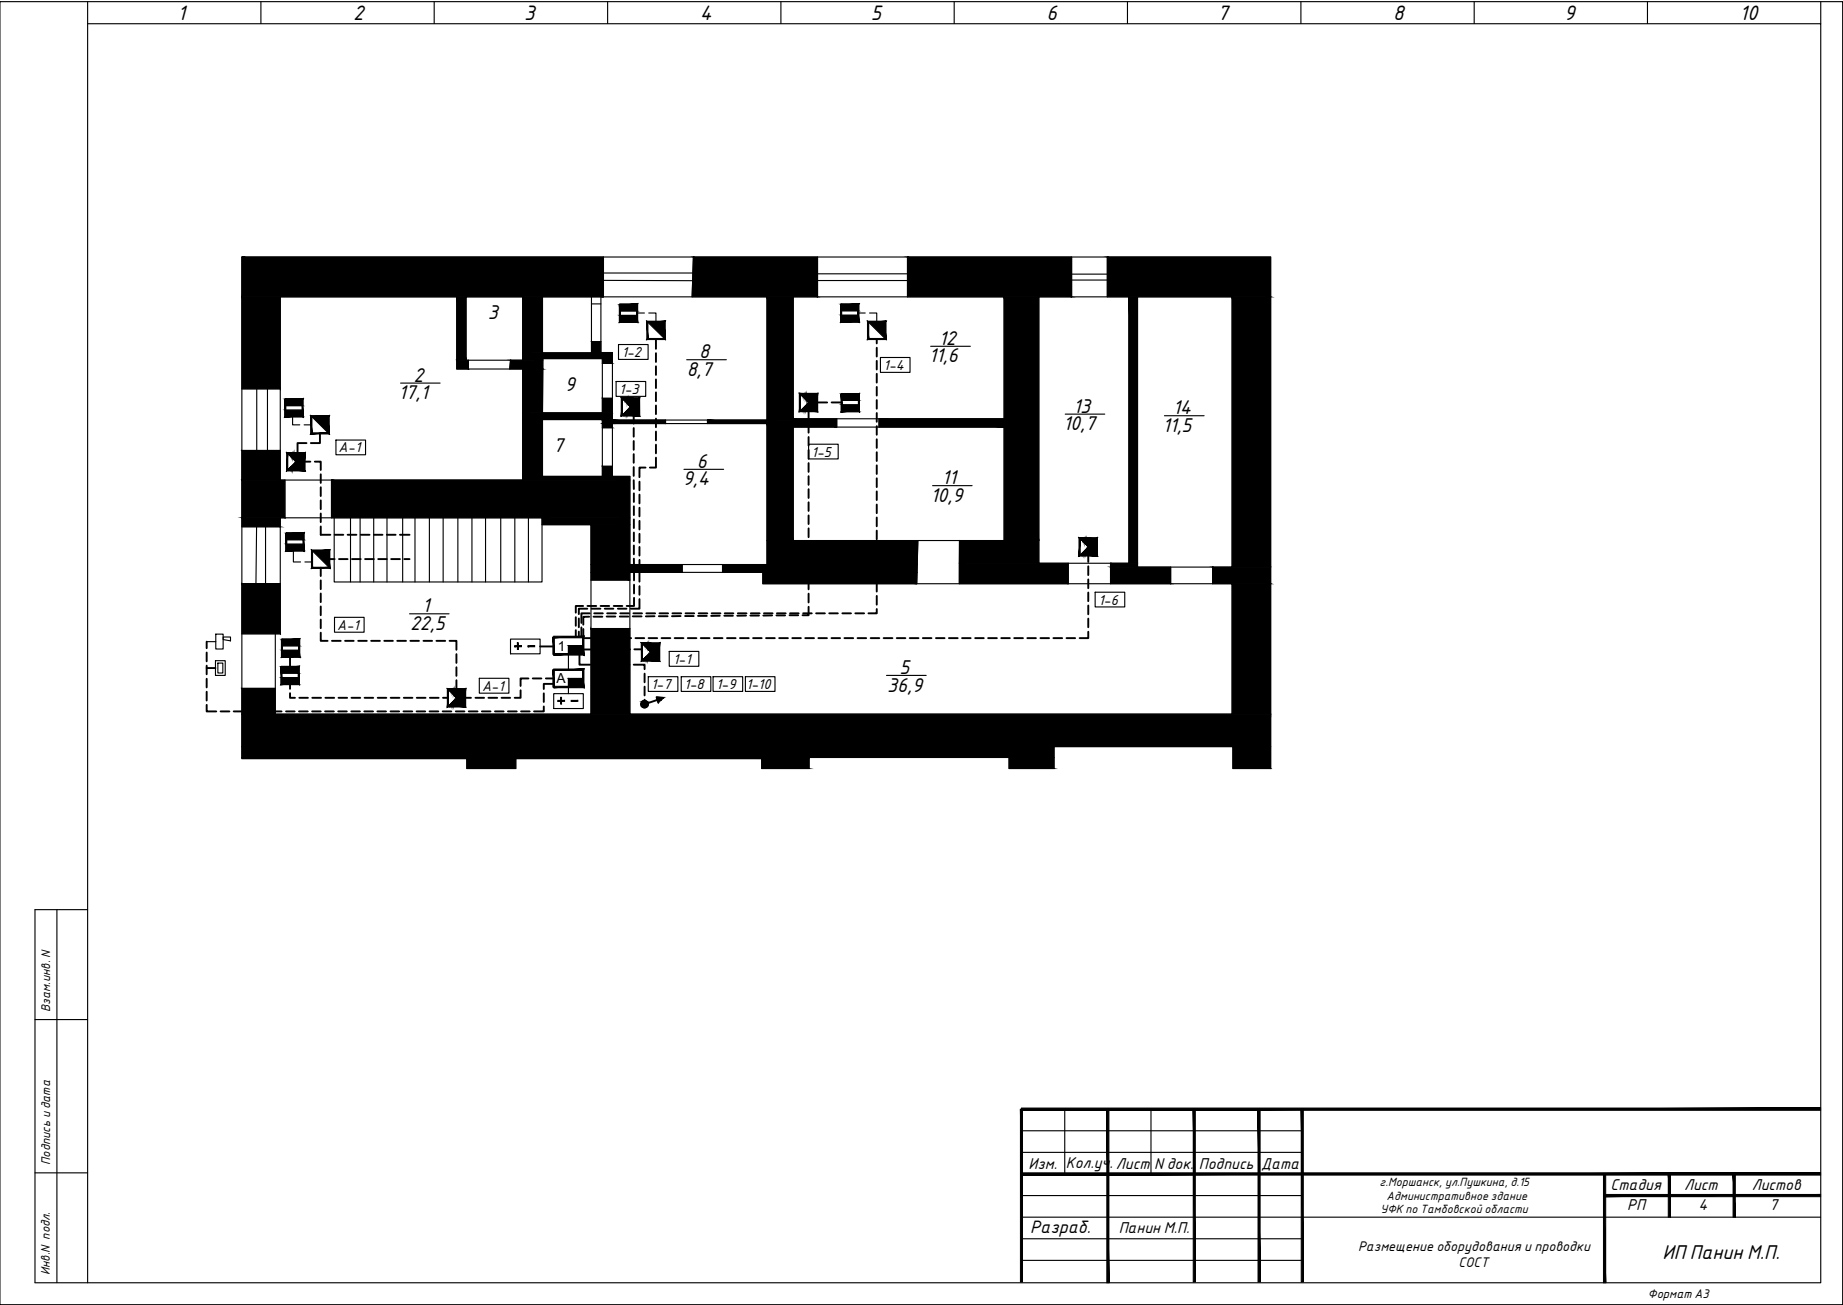 1 2 3 4 5 6 7 8 9 10
3
12
11,6
1-2
8
8,7
1-4
2
17,1
9
1-3
13
10,7
14
11,5
А-1
7
1-5
6
9,4
11
10,9
1
22,5
А-1
1-6
+ -
1
1-1
5
36,9
А-1
А
1-7 1-8 1-9 1-10
+ -
Взам.инв. N
Подпись и дата
Инв.N подл.
Изм. Кол.уч. Лист N док. Подпись Дата
г.Моршанск, ул.Пушкина, д.15
Административное здание
УФК по Тамбовской области
Стадия Лист Листов
РП 4 7
Разраб. Панин М.П.
Размещение оборудования и проводки
СОСТ
ИП Панин М.П.
Формат А3